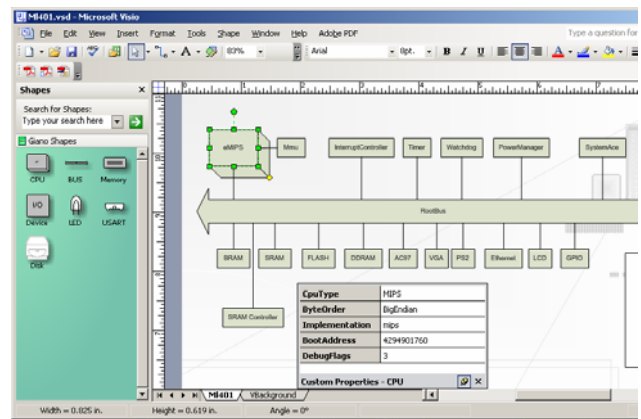 Ml401.vsd - Microsoft Visio
File Edit View Insert Format Tools Shape Window Help Adobe PDF
Type a question for
83% Arial 8pt. B I U
Shapes
Search for Shapes:
Type your search here
Giano Shapes
CPU BUS Memory
Device LED USART
Disk
I/O
eMIPS Mmu InterruptController Timer Watchdog PowerManager SystemAce
RootBus
BRAM SRAM FLASH DDRAM AC97 VGA PS2 Ethernet LCD GPIO
SRAM Controller
CpuType MIPS
ByteOrder BigEndian
Implementation mips
BootAddress 4294901760
DebugFlags 3
Custom Properties - CPU
Ml401 VBackground
Width = 0.825 in. Height = 0.619 in. Angle = 0°